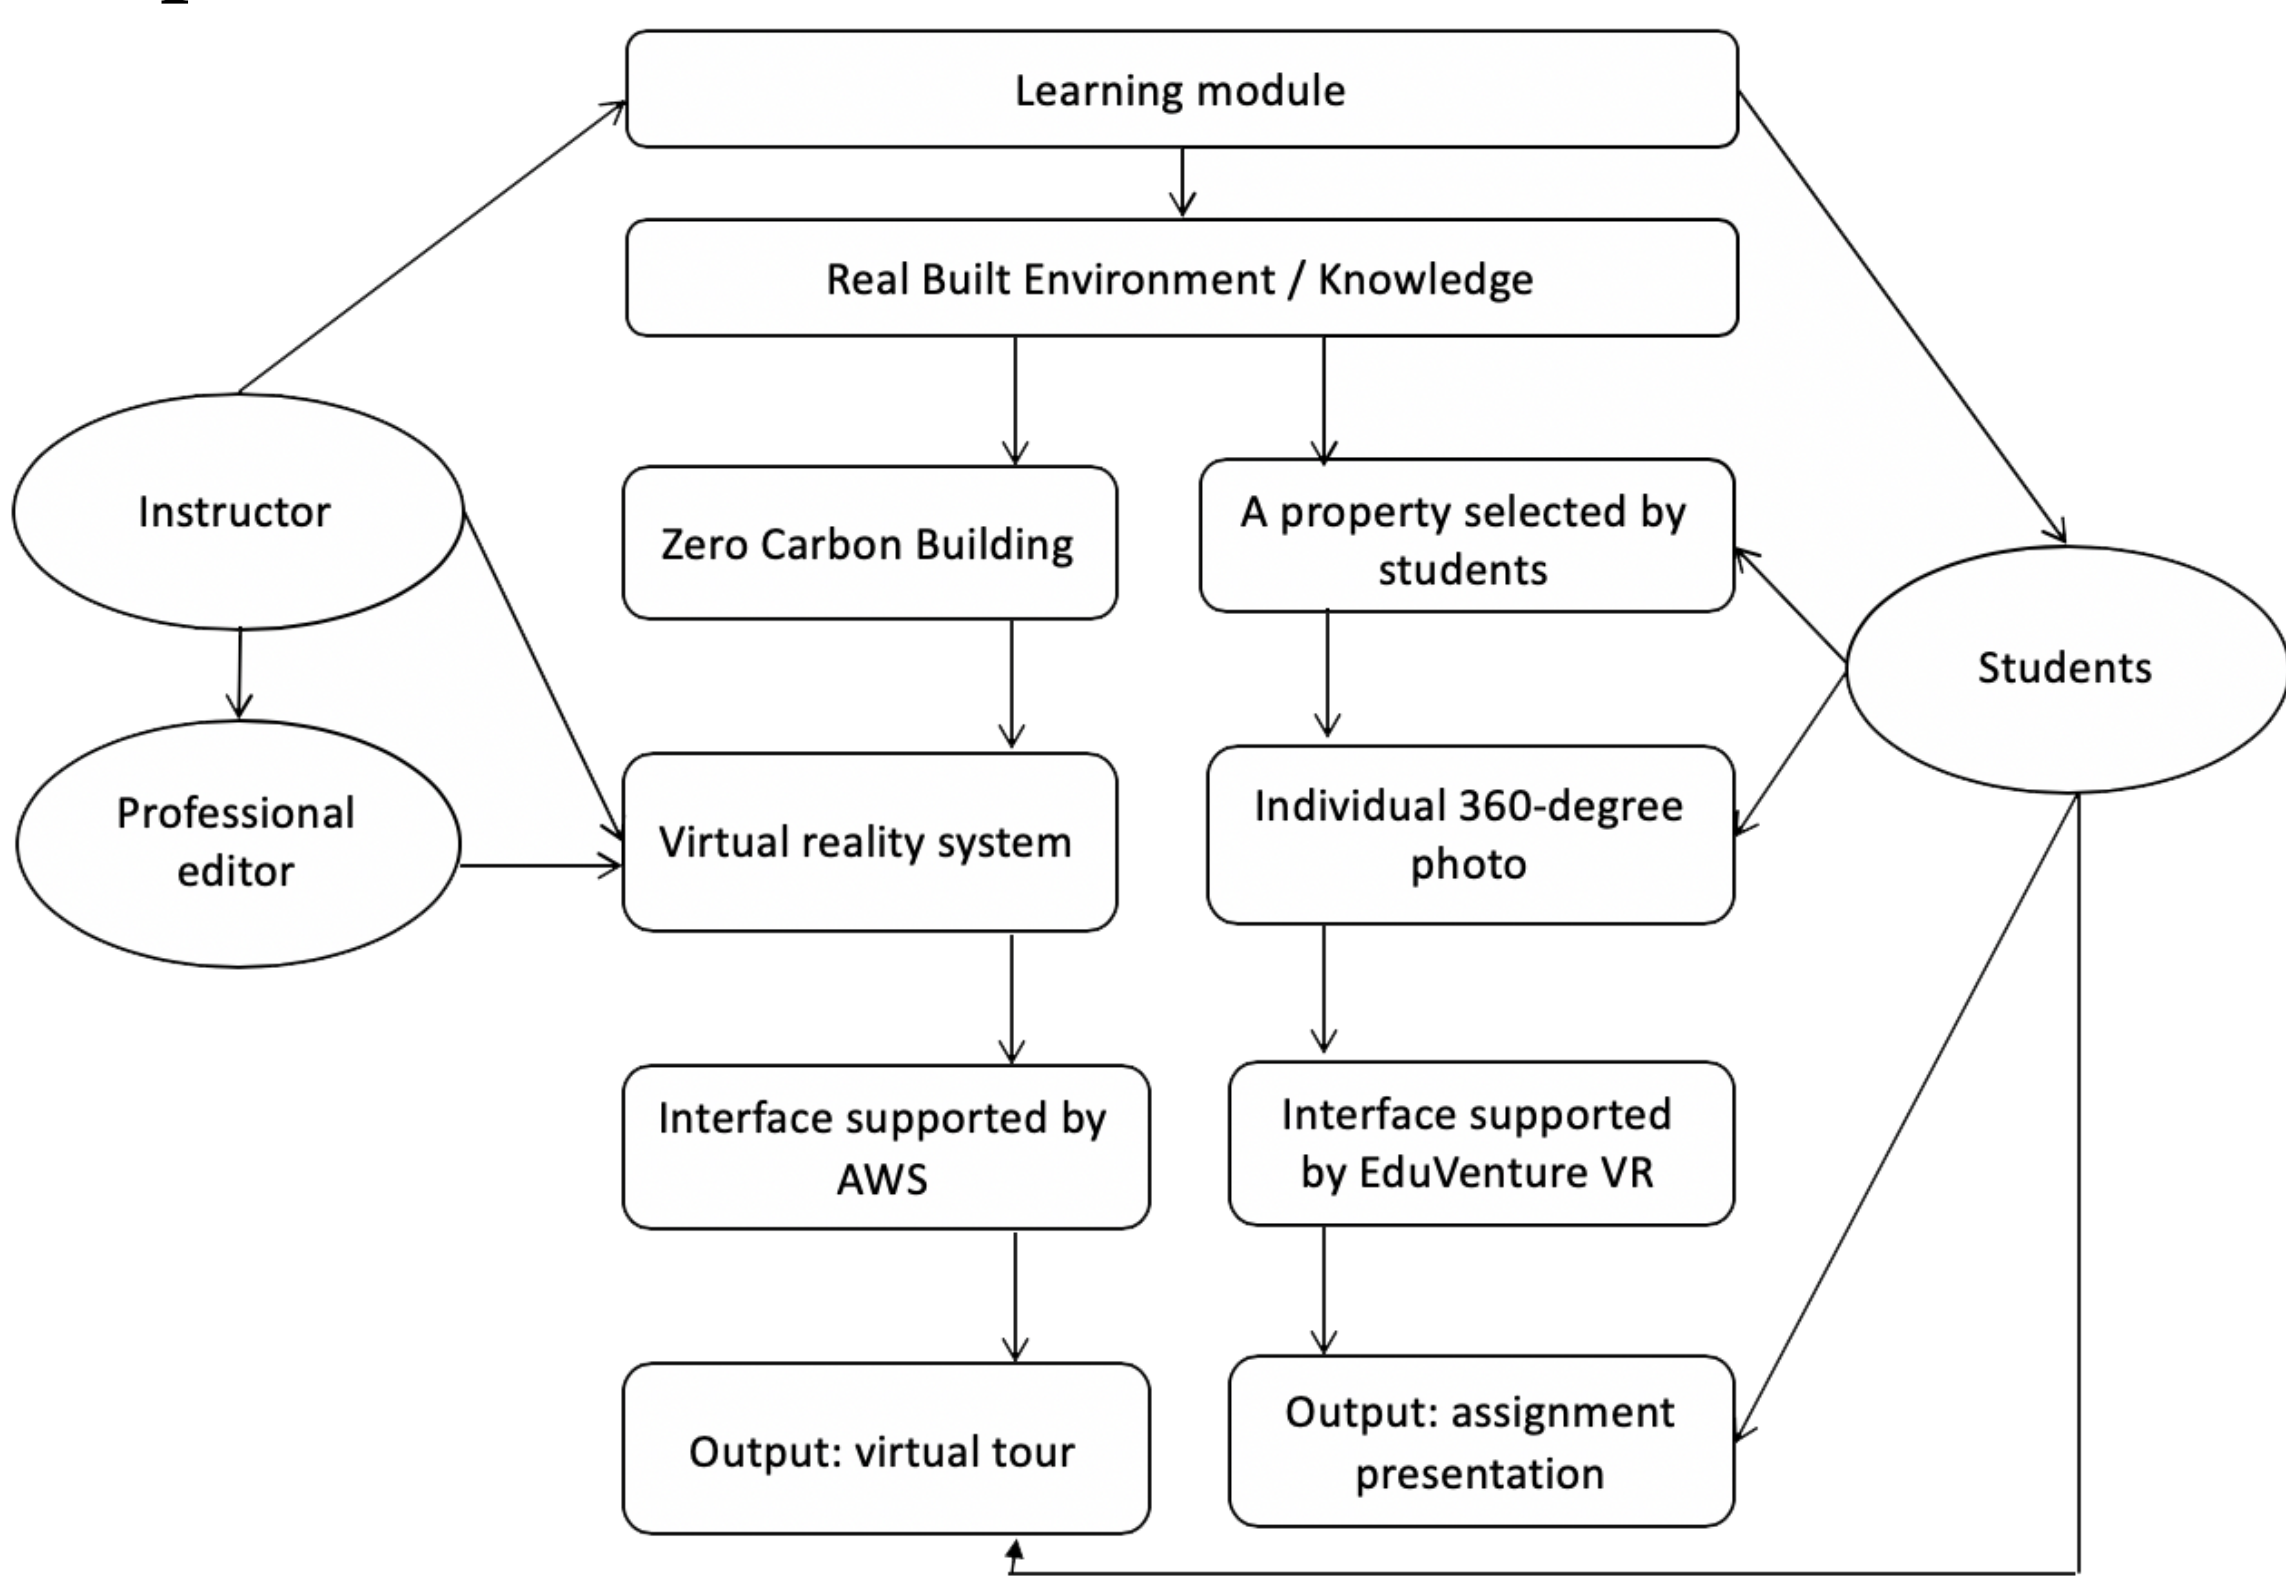 Learning module
Real Built Environment / Knowledge
Instructor
Zero Carbon Building
A property selected by
students
Students
Professional
editor
Virtual reality system
Individual 360-degree
photo
Interface supported by
AWS
Interface supported
by EduVenture VR
Output: virtual tour
Output: assignment
presentation